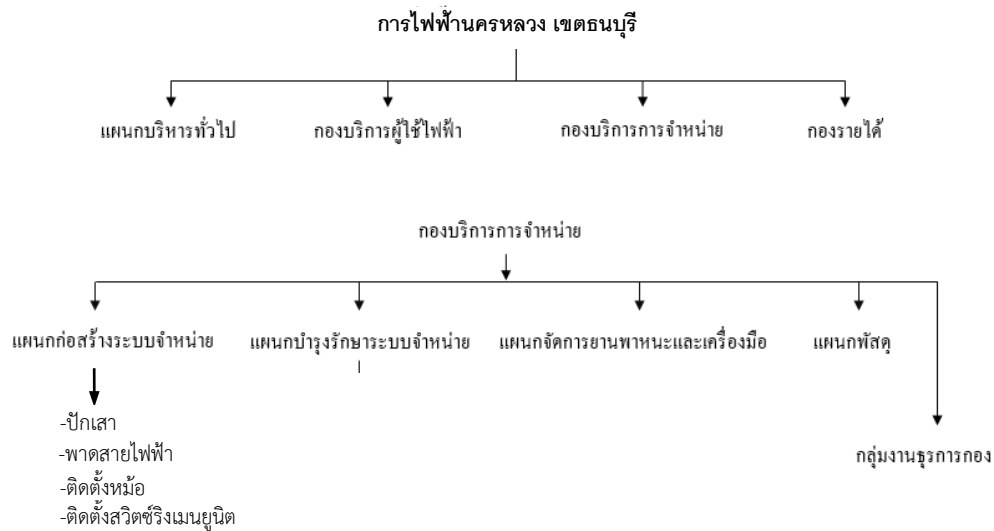 การไฟฟ้านครหลวง เขตธนบุรี
แผนกบริหารทั่วไป กองบริการผู้ใช้ไฟฟ้า กองบริการการจำหน่าย กองรายได้
กองบริการการจำหน่าย
แผนกก่อสร้างระบบจำหน่าย แผนกบำรุงรักษาระบบจำหน่าย แผนกจัดการยานพาหนะและเครื่องมือ แผนกพัสดุ
-ปักเสา
-พาดสายไฟฟ้า
กลุ่มงานธุรการกอง
-ติดตั้งหม้อ
-ติดตั้งสวิตซ์ริงเมนยูนิต